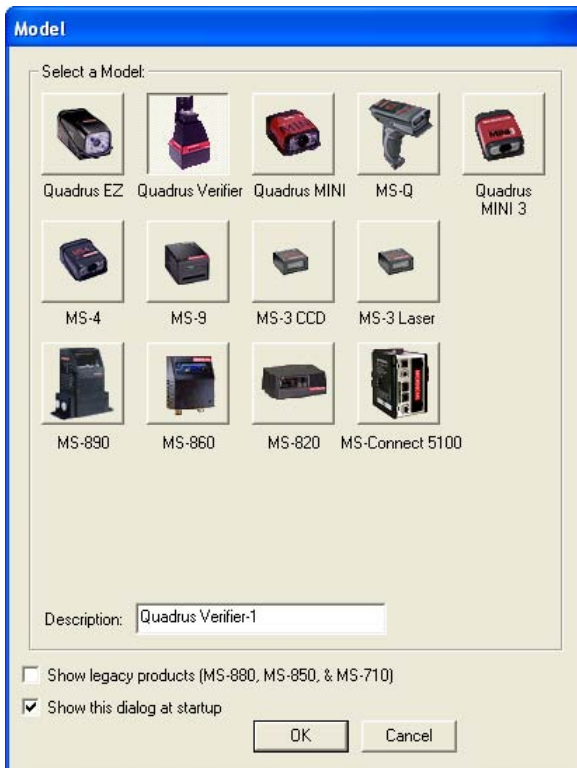 Model
Select a Model:
Quadrus EZ
Quadrus Verifier
Quadrus MINI
MS-Q
Quadrus
MINI 3
MS-4
MS-9
MS-3 CCD
MS-3 Laser
MS-890
MS-860
MS-820
MS-Connect 5100
Description: Quadrus Verifier-1
Show legacy products (MS-880, MS-850, & MS-710)
Show this dialog at startup
OK
Cancel